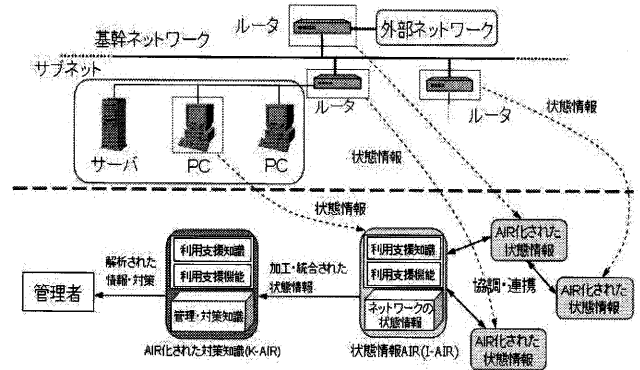 ルータ
外部ネットワーク
基幹ネットワーク
サブネット
ルータ
ルータ
状態情報
サーバ
PC
PC
状態情報
状態情報
AIR化された
状態情報
利用支援知識
利用支援機能
管理・対策知識
解析された
情報・対策
加工・統合された
状態情報
利用支援知識
利用支援機能
ネットワークの
状態情報
管理者
協調・連携
AIR化された
状態情報
AIR化された
状態情報
AIR化された対策知識(K-AIR)
状態情報AIR(I-AIR)